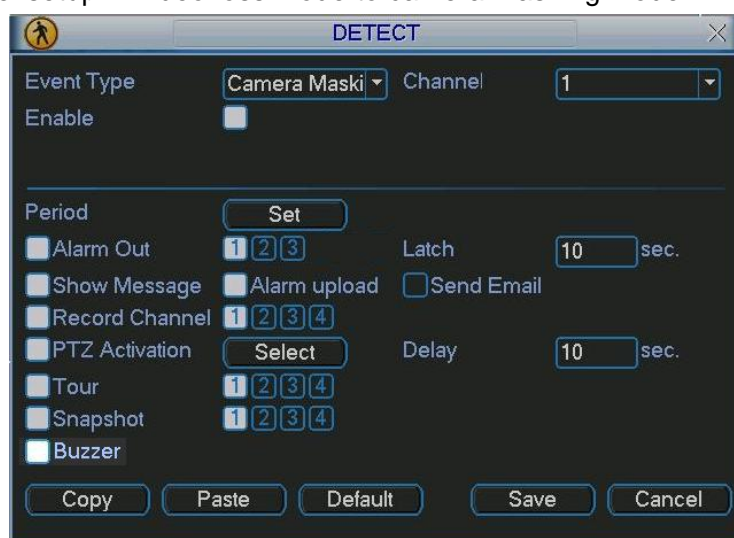 DETECT
Event Type Camera Maski Channel 1
Enable
Period Set
Alarm Out 1 2 3 Latch 10 sec.
Show Message Alarm upload Send Email
Record Channel 1 2 3 4
PTZ Activation Select Delay 10 sec.
Tour 1 2 3 4
Snapshot 1 2 3 4
Buzzer
Copy Paste Default Save Cancel